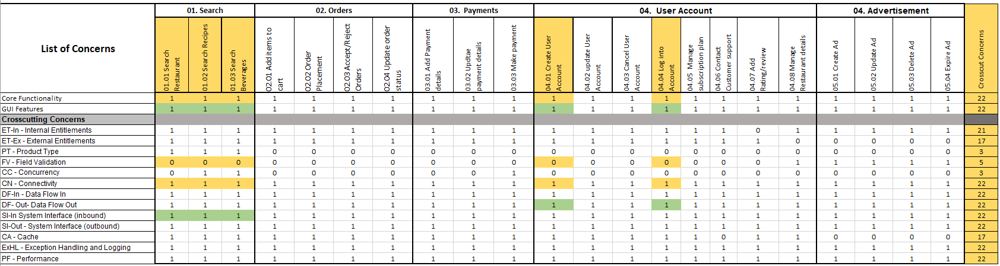 01. Search 02. Orders 03. Payments 04. User Account 04. Advertisement
List of Concerns
01.01 Search Restaurant
01.02 Search Recipes
01.03 Search Beverages
02.01 Add items to cart
02.02 Order Placement
02.03 Accept/Reject Orders
02.04 Update order status
03.01 Add Payment details
03.02 Updtae payment details
03.03 Make payment
04.01 Create User Account
04.02 update User Account
04.03 Cancel User Account
04.04 Log into Account
04.05 Manage subscription plan
04.06 Contact Customer support
04.07 Add Rating/review
04.08 Manage Restaurant details
05.01 Create Ad
05.02 Update Ad
05.03 Delete Ad
05.04 Expire Ad
Crosscut Concerns
Core Functionality 1 1 1 1 1 1 1 1 1 1 1 1 1 1 1 1 1 1 1 1 1 1 22
GUI Features 1 1 1 1 1 1 1 1 1 1 1 1 1 1 1 1 1 1 1 1 1 1 22
Crosscutting Concerns
ET-In - Internal Entitlements 1 1 1 1 1 1 1 1 1 1 1 1 1 1 1 1 0 1 1 1 1 1 21
ET-Ex - External Entitlements 1 1 1 1 1 1 1 1 1 1 1 1 1 1 1 1 1 0 0 0 0 0 17
PT - Product Type 1 1 1 0 0 0 0 0 0 0 0 0 0 0 0 0 0 0 0 0 0 0 3
FV - Field Validation 0 0 0 0 0 0 0 0 0 0 0 0 0 0 0 0 0 1 1 1 1 1 5
CC - Concurrency 0 1 1 0 0 0 0 0 0 1 0 0 0 0 0 0 0 0 0 0 0 0 3
CN - Connectivity 1 1 1 1 1 1 1 1 1 1 1 1 1 1 1 1 1 1 1 1 1 1 22
DF-In - Data Flow In 1 1 1 1 1 1 1 1 1 1 1 1 1 1 1 1 1 1 1 1 1 1 22
DF- Out- Data Flow Out 1 1 1 1 1 1 1 1 1 1 1 1 1 1 1 1 1 1 1 1 1 1 22
SI-In System Interface (inbound) 1 1 1 1 1 1 1 1 1 1 1 1 1 1 1 1 1 1 1 1 1 1 22
SI-Out - System Interface (outbound) 1 1 1 1 1 1 1 1 1 1 1 1 1 1 1 1 1 1 1 1 1 1 22
CA - Cache 1 1 1 1 1 1 1 1 1 1 1 1 1 1 1 0 1 1 0 0 0 0 17
ExHL - Exception Handling and Logging 1 1 1 1 1 1 1 1 1 1 1 1 1 1 1 1 1 1 1 1 1 1 22
PF - Performance 1 1 1 1 1 1 1 1 1 1 1 1 1 1 1 1 1 1 1 1 1 1 22